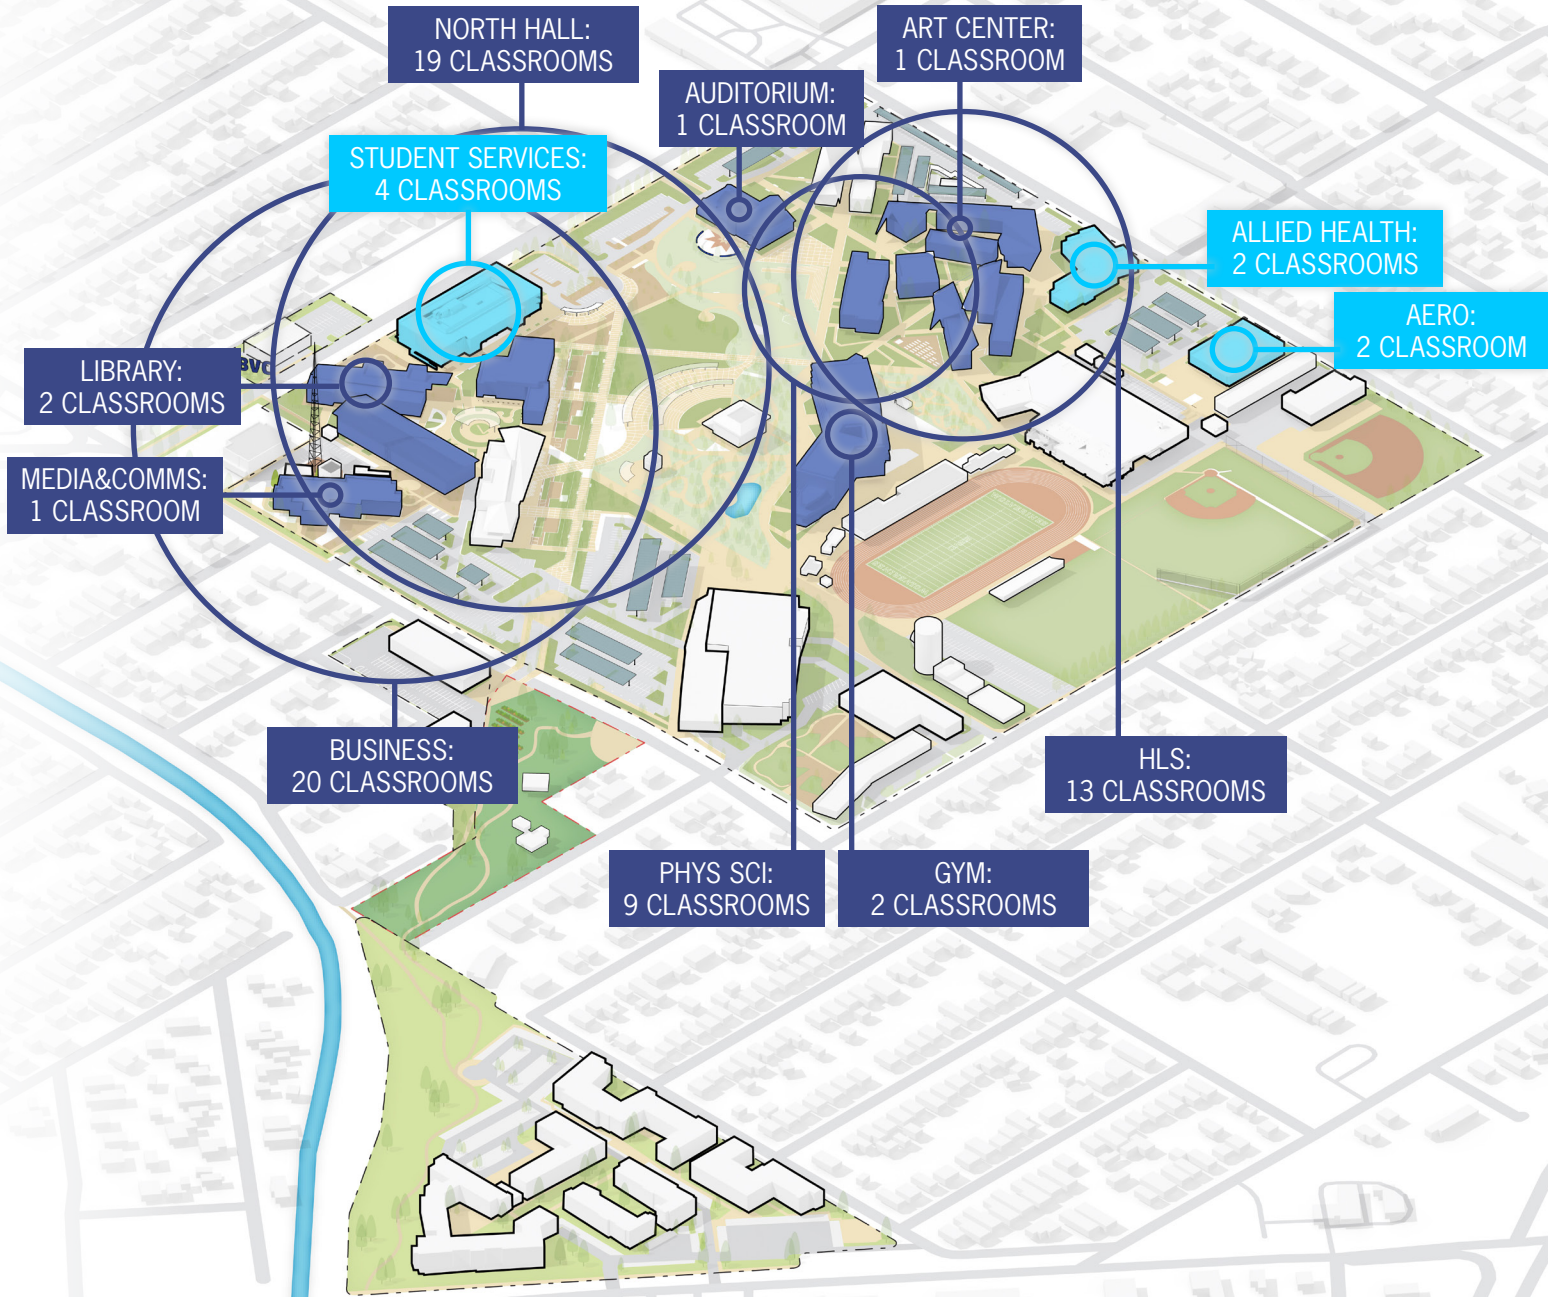 NORTH HALL:
19 CLASSROOMS
ART CENTER:
1 CLASSROOM
AUDITORIUM:
1 CLASSROOM
STUDENT SERVICES:
4 CLASSROOMS
ALLIED HEALTH:
2 CLASSROOMS
AERO:
2 CLASSROOM
LIBRARY:
2 CLASSROOMS
MEDIA&COMMS:
1 CLASSROOM
BUSINESS:
20 CLASSROOMS
HLS:
13 CLASSROOMS
PHYS SCI:
9 CLASSROOMS
GYM:
2 CLASSROOMS